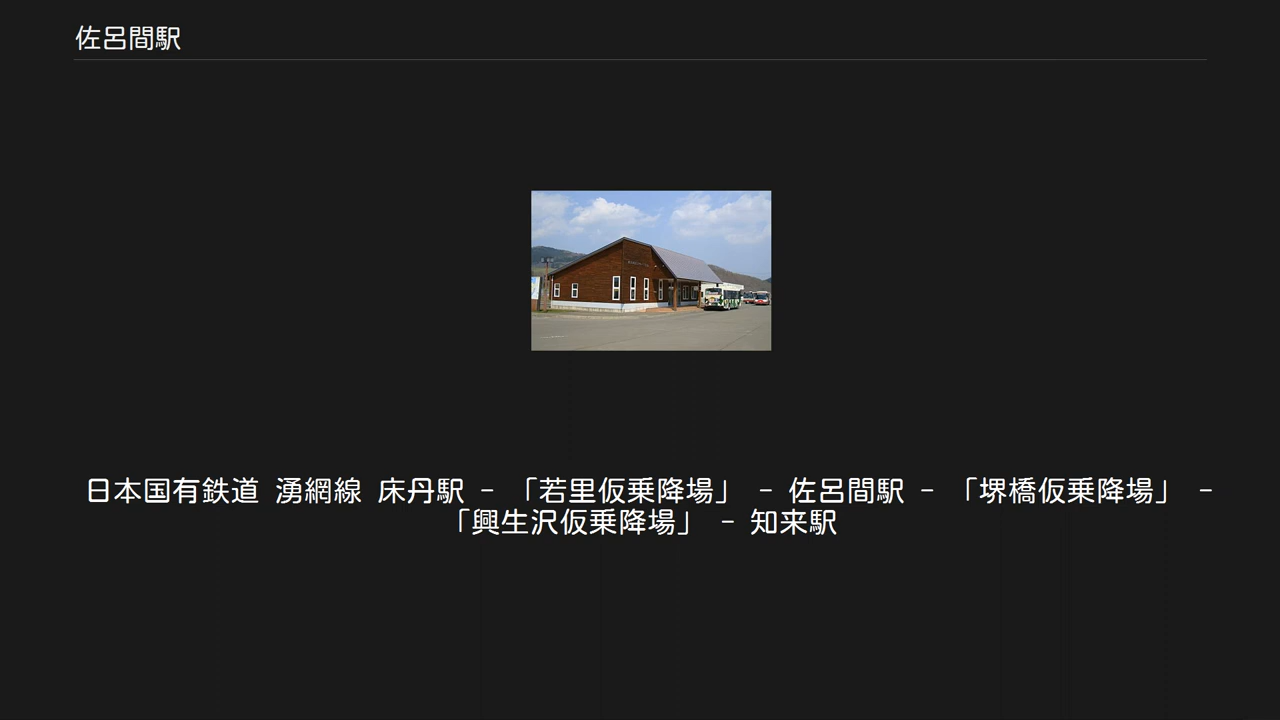 佐呂間駅
日本国有鉄道 湧網線 床丹駅 - 「若里仮乗降場」 - 佐呂間駅 - 「堺橋仮乗降場」 -
「興生沢仮乗降場」 - 知来駅